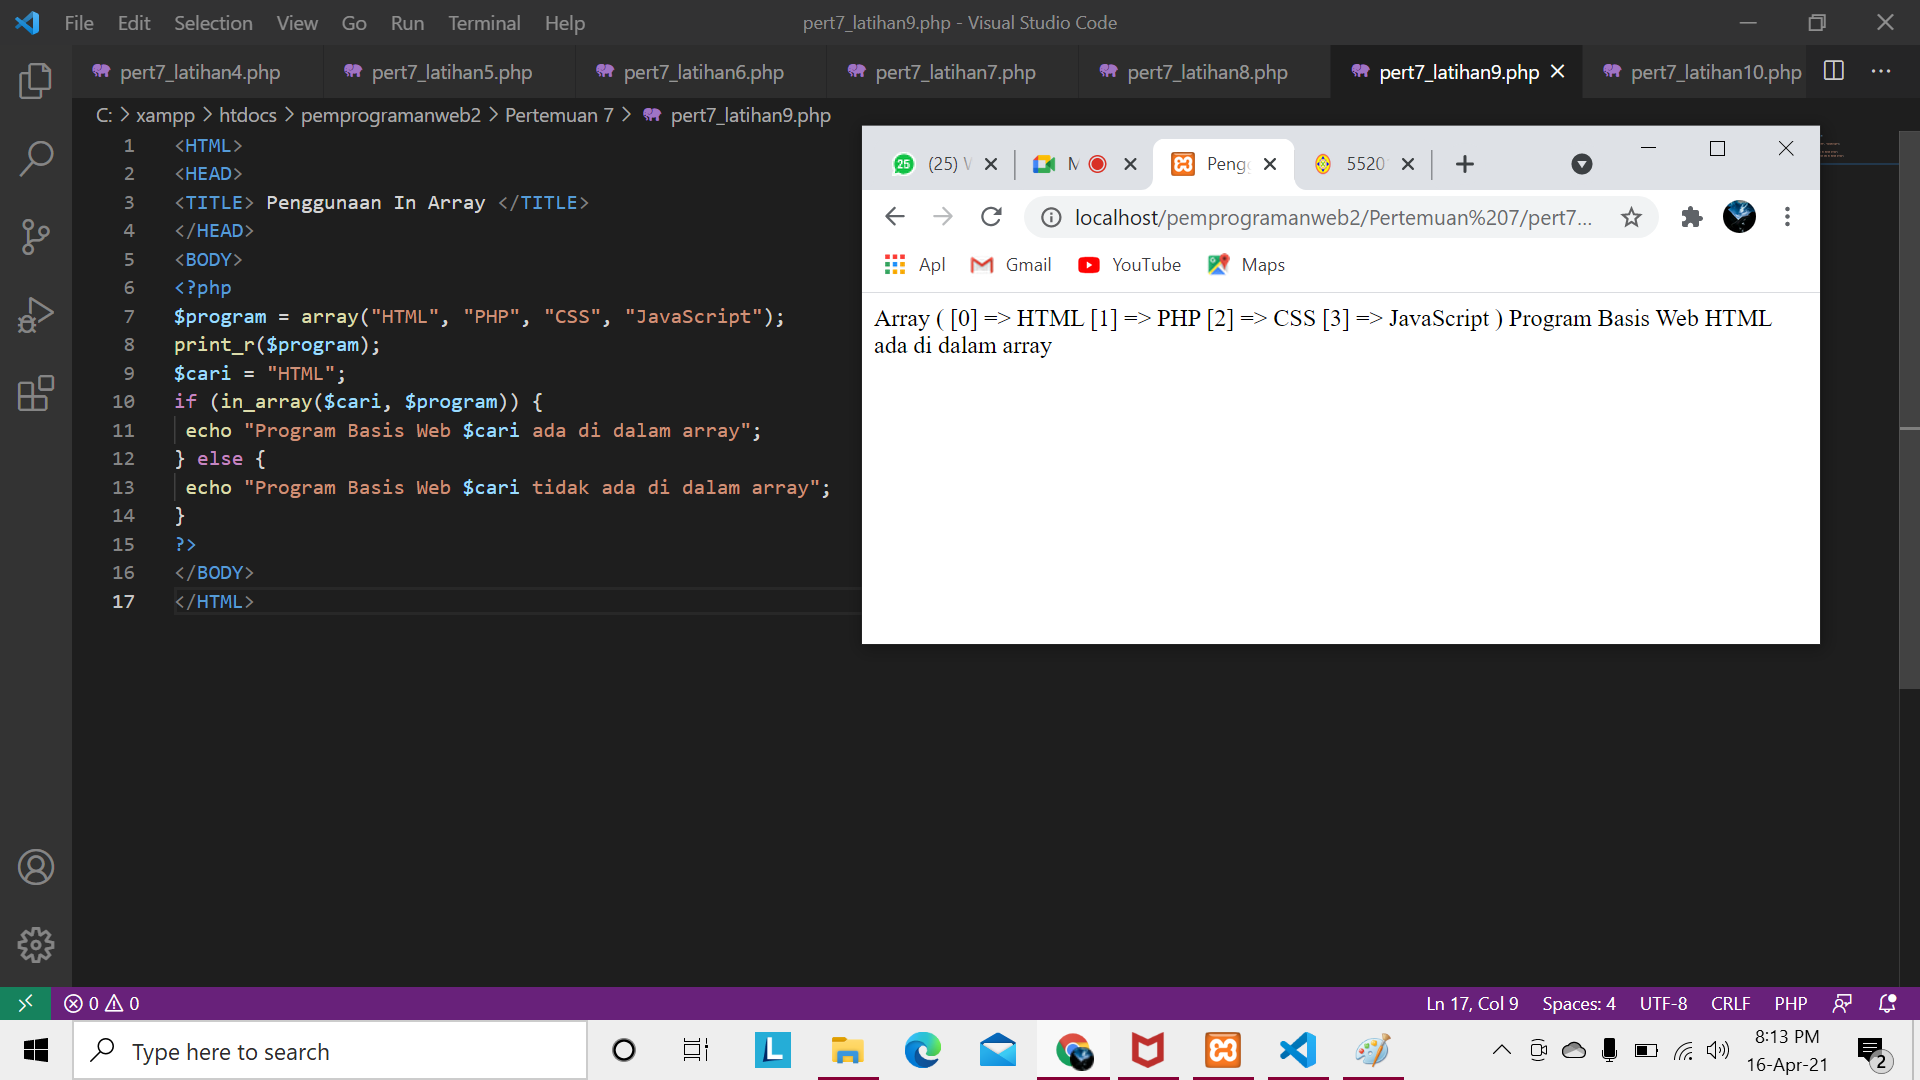 File Edit Selection View Go Run Terminal Help
pert7_latihan9.php - Visual Studio Code
pert7_latihan4.php pert7_latihan5.php pert7_latihan6.php pert7_latihan7.php pert7_latihan8.php pert7_latihan9.php pert7_latihan10.php
C: > xampp > htdocs > pemprogramanweb2 > Pertemuan 7 > pert7_latihan9.php
1 <HTML>
2 <HEAD>
3 <TITLE> Penggunaan In Array </TITLE>
4 </HEAD>
5 <BODY>
6 <?php
7 $program = array("HTML", "PHP", "CSS", "JavaScript");
8 print_r($program);
9 $cari = "HTML";
10 if (in_array($cari, $program)) {
11 echo "Program Basis Web $cari ada di dalam array";
12 } else {
13 echo "Program Basis Web $cari tidak ada di dalam array";
14 }
15 ?>
16 </BODY>
17 </HTML>
25 (25) M Peng 5520
localhost/pemprogramanweb2/Pertemuan%207/pert7...
Apl Gmail YouTube Maps
Array ( [0] => HTML [1] => PHP [2] => CSS [3] => JavaScript ) Program Basis Web HTML
ada di dalam array
0 0
Ln 17, Col 9 Spaces: 4 UTF-8 CRLF PHP
Type here to search
L
8:13 PM
16-Apr-21
2